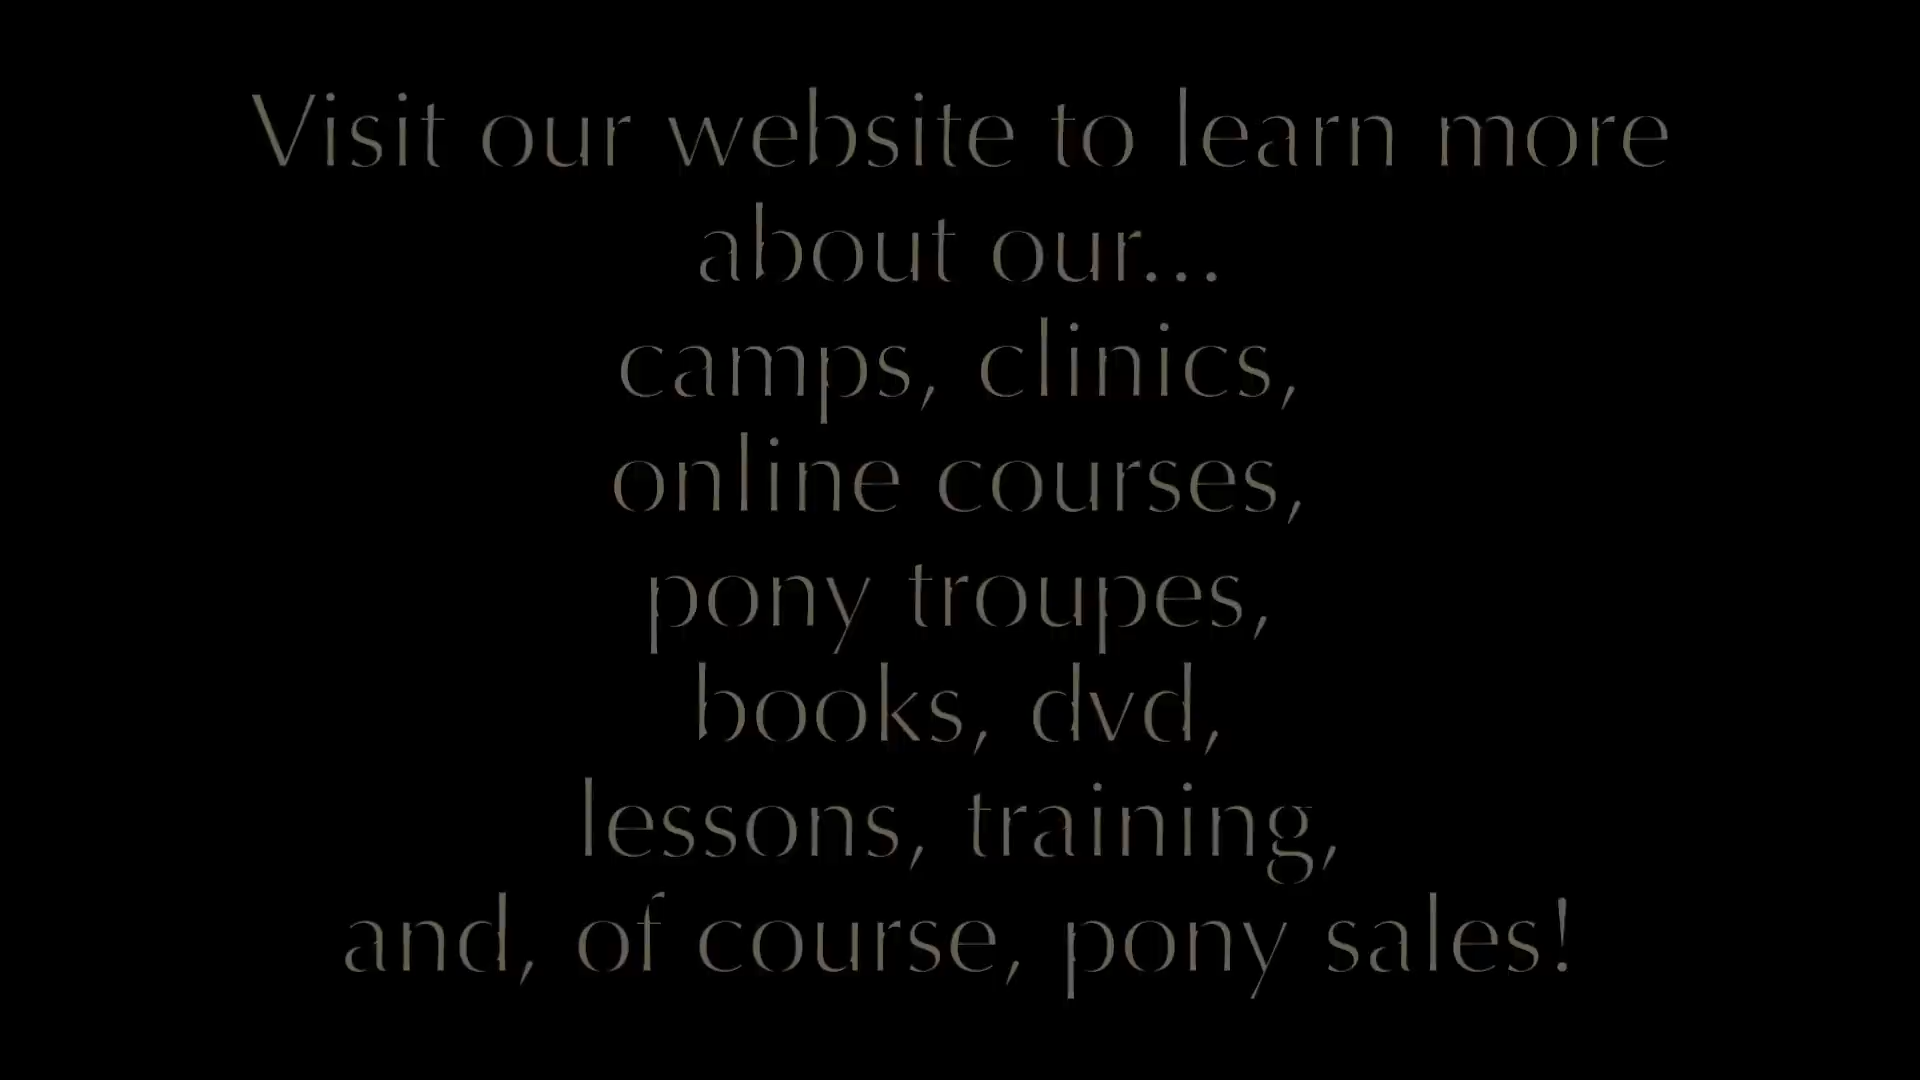 Visit our website to learn more
about our...
camps, clinics,
online courses,
pony troupes,
books, dvd,
lessons, training,
and, of course, pony sales!